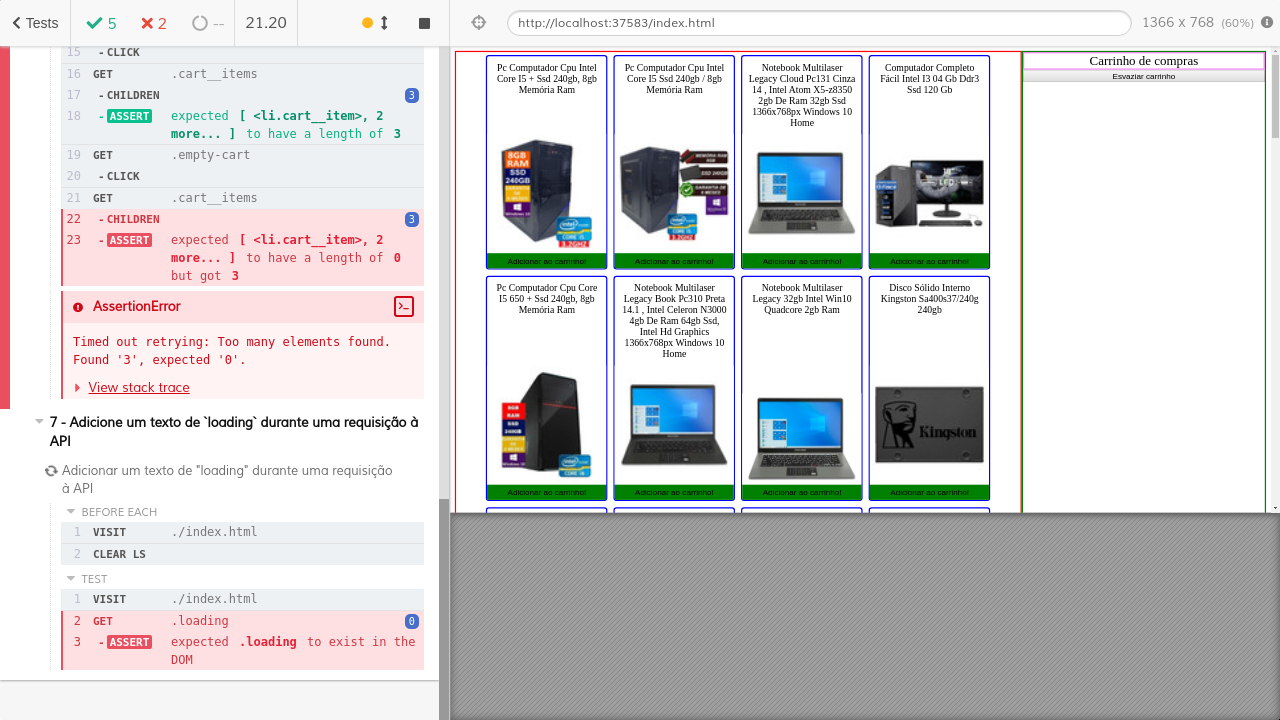 Tests
5
2
--
21.20
http://localhost:37583/index.html
1366 x 768 (60%)
15 -CLICK
16 GET .cart__items
17 -CHILDREN 3
18 -ASSERT expected [ <li.cart__item>, 2
more... ] to have a length of 3
19 GET .empty-cart
20 -CLICK
21 GET .cart__items
22 -CHILDREN 3
23 -ASSERT expected [ <li.cart__item>, 2
more... ] to have a length of 0
but got 3
AssertionError
Timed out retrying: Too many elements found.
Found '3', expected '0'.
View stack trace
7 - Adicione um texto de `loading` durante uma requisição à
API
Adicionar um texto de "loading" durante uma requisição
à API
BEFORE EACH
1 VISIT ./index.html
2 CLEAR LS
TEST
1 VISIT ./index.html
2 GET .loading 0
3 -ASSERT expected .loading to exist in the
DOM
Pc Computador Cpu Intel
Core I5 + Ssd 240gb, 8gb
Memória Ram
8GB
RAM
SSD
240GB
Adicionar ao carrinho!
Pc Computador Cpu Intel
Core I5 Ssd 240gb / 8gb
Memória Ram
Adicionar ao carrinho!
Notebook Multilaser
Legacy Cloud Pc131 Cinza
14 , Intel Atom X5-z8350
2gb De Ram 32gb Ssd
1366x768px Windows 10
Home
Adicionar ao carrinho!
Computador Completo
Fácil Intel I3 04 Gb Ddr3
Ssd 120 Gb
Adicionar ao carrinho!
Pc Computador Cpu Core
I5 650 + Ssd 240gb, 8gb
Memória Ram
Adicionar ao carrinho!
Notebook Multilaser
Legacy Book Pc310 Preta
14.1 , Intel Celeron N3000
4gb De Ram 64gb Ssd,
Intel Hd Graphics
1366x768px Windows 10
Home
Adicionar ao carrinho!
Notebook Multilaser
Legacy 32gb Intel Win10
Quadcore 2gb Ram
Adicionar ao carrinho!
Disco Sólido Interno
Kingston Sa400s37/240g
240gb
Kingston
Adicionar ao carrinho!
Carrinho de compras
Esvaziar carrinho